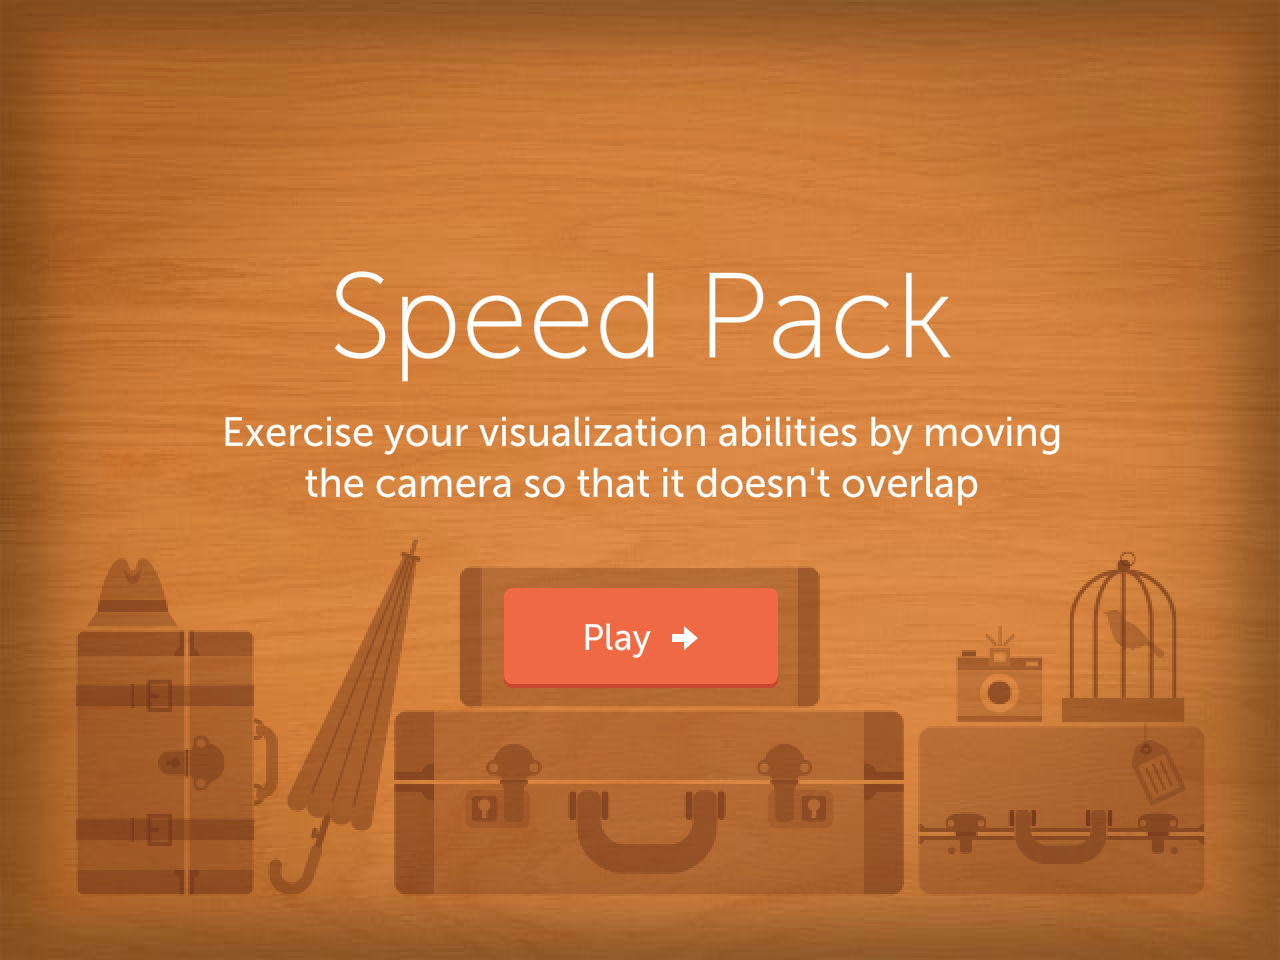 Speed Pack
Exercise your visualization abilities by moving
the camera so that it doesn't overlap
Play